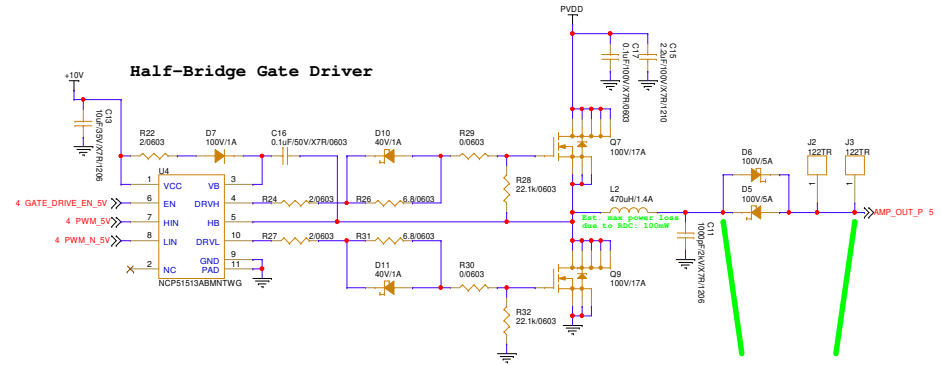 PVDD
Half-Bridge Gate Driver
+10V
C13
10uF/35V/X7R/1206
C17
0.1uF/100V/X7R/0603
C15
2.2uF/100V/X7R/1210
R22
2/0603
D7
100V/1A
C16
0.1uF/50V/X7R/0603
D10
40V/1A
R29
0/0603
Q7
100V/17A
U4
1 VCC VB 3
4 GATE_DRIVE_EN_5V 6 EN DRVH 4
4 PWM_5V 7 HIN HB 5
4 PWM_N_5V 8 LIN DRVL 10
GND 9
2 NC PAD 11
NCP51513ABMNTWG
R24 2/0603
R26 6.8/0603
R28
22.1k/0603
R27 2/0603
R31 6.8/0603
D11
40V/1A
R30
0/0603
R32
22.1k/0603
Q9
100V/17A
L2
470uH/1.4A
Est. max power loss
due to RDC: 100mW
C11
1000pF/2kV/X7R/1206
D6
100V/5A
D5
100V/5A
J2
122TR
1
J3
122TR
1
AMP_OUT_P 5